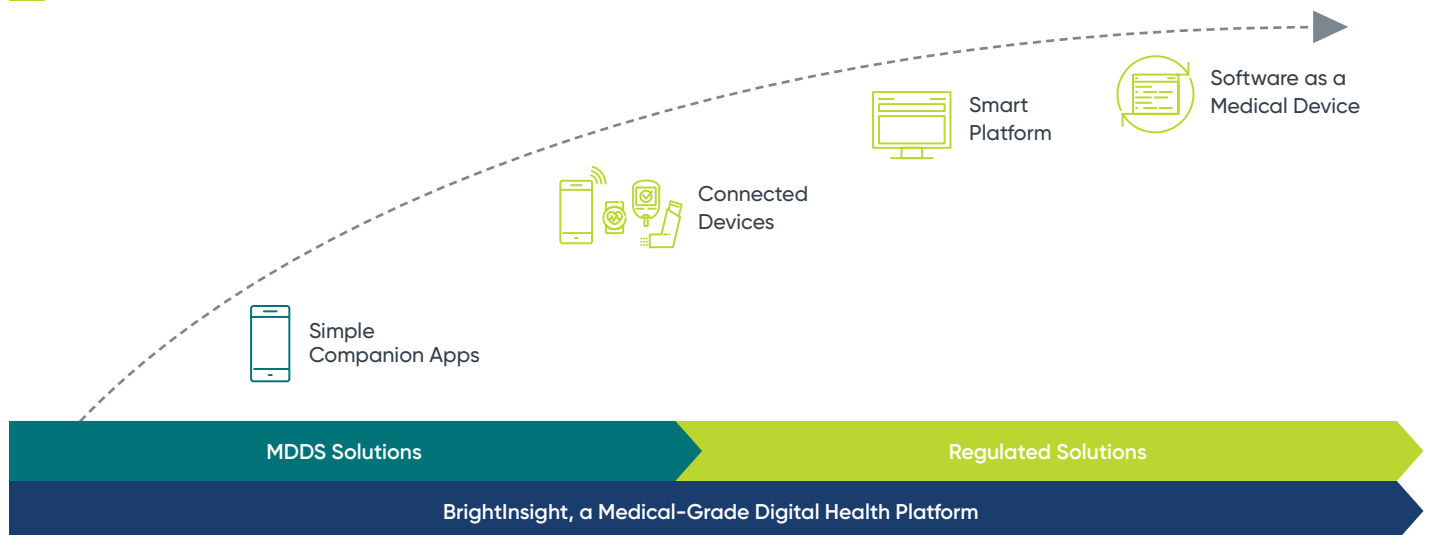 Software as a
Medical Device
Smart
Platform
Connected
Devices
Simple
Companion Apps
MDDS Solutions
Regulated Solutions
BrightInsight, a Medical-Grade Digital Health Platform